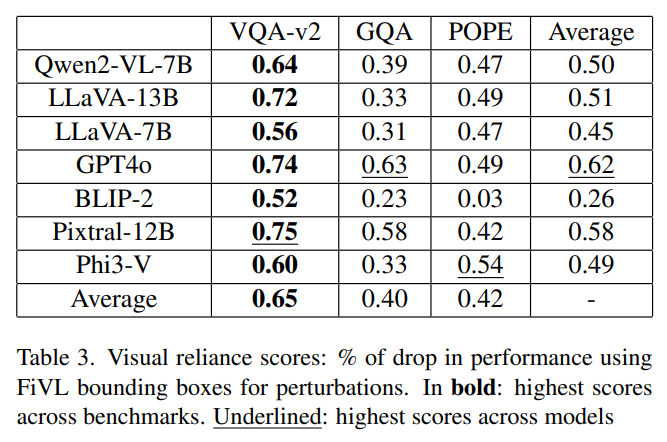 VQA-v2 GQA POPE Average
Qwen2-VL-7B 0.64 0.39 0.47 0.50
LLaVA-13B 0.72 0.33 0.49 0.51
LLaVA-7B 0.56 0.31 0.47 0.45
GPT4o 0.74 0.63 0.49 0.62
BLIP-2 0.52 0.23 0.03 0.26
Pixtral-12B 0.75 0.58 0.42 0.58
Phi3-V 0.60 0.33 0.54 0.49
Average 0.65 0.40 0.42 -
Table 3. Visual reliance scores: % of drop in performance using
FiVL bounding boxes for perturbations. In bold: highest scores
across benchmarks. Underlined: highest scores across models